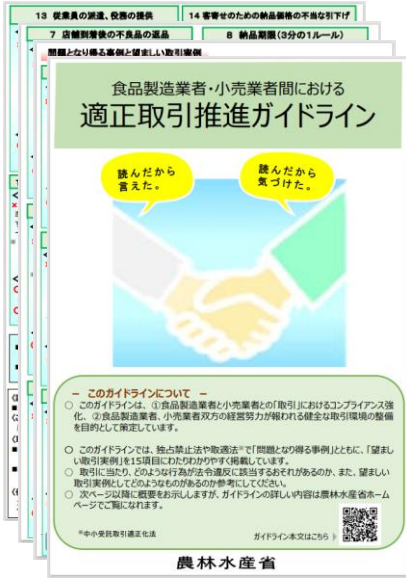 13 従業員の派遣、役務の提供
14 客寄せのための納品価格の不当な引下げ
7 店舗到着後の不良品の返品
8 納品期限(3分の1ルール)
問題となり得る事例と望ましい取引実例
食品製造業者・小売業者間における
適正取引推進ガイドライン
読んだから
言えた。
読んだから
気づけた。
― このガイドラインについて ―
○ このガイドラインは、①食品製造業者と小売業者との「取引」におけるコンプライアンス強
化、②食品製造業者、小売業者双方の経営努力が報われる健全な取引環境の整備
を目的として策定しています。
○ このガイドラインでは、独占禁止法や取適法※で「問題となり得る事例」とともに、「望まし
い取引実例」を15項目にわたりわかりやすく掲載しています。
○ 取引に当たり、どのような行為が法令違反に該当するおそれがあるのか、また、望ましい
取引実例としてどのようなものがあるのか参考にしてください。
○ 次ページ以降に概要をお示ししますが、ガイドラインの詳しい内容は農林水産省ホーム
ページでご覧になれます。
※中小受託取引適正化法
ガイドライン本文はこちら
農林水産省